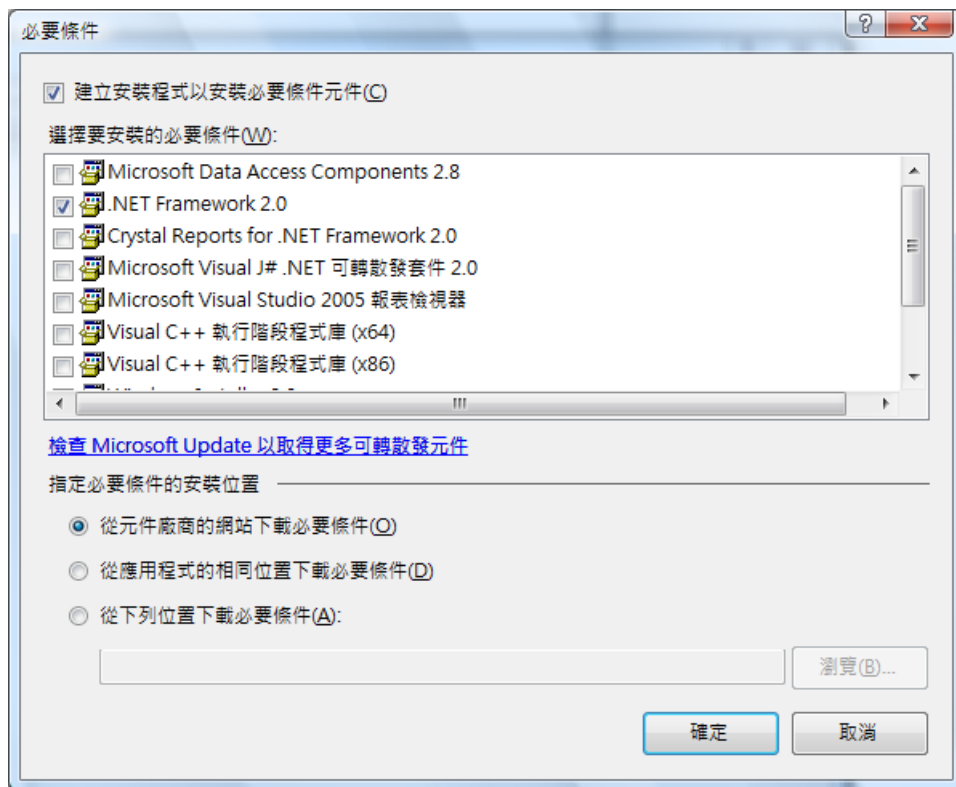 必要條件
建立安裝程式以安裝必要條件元件(C)
選擇要安裝的必要條件(W):
Microsoft Data Access Components 2.8
.NET Framework 2.0
Crystal Reports for .NET Framework 2.0
Microsoft Visual J# .NET 可轉散發套件 2.0
Microsoft Visual Studio 2005 報表檢視器
Visual C++ 執行階段程式庫 (x64)
Visual C++ 執行階段程式庫 (x86)
檢查 Microsoft Update 以取得更多可轉散發元件
指定必要條件的安裝位置
從元件廠商的網站下載必要條件(O)
從應用程式的相同位置下載必要條件(D)
從下列位置下載必要條件(A):
瀏覽(B)...
確定 取消